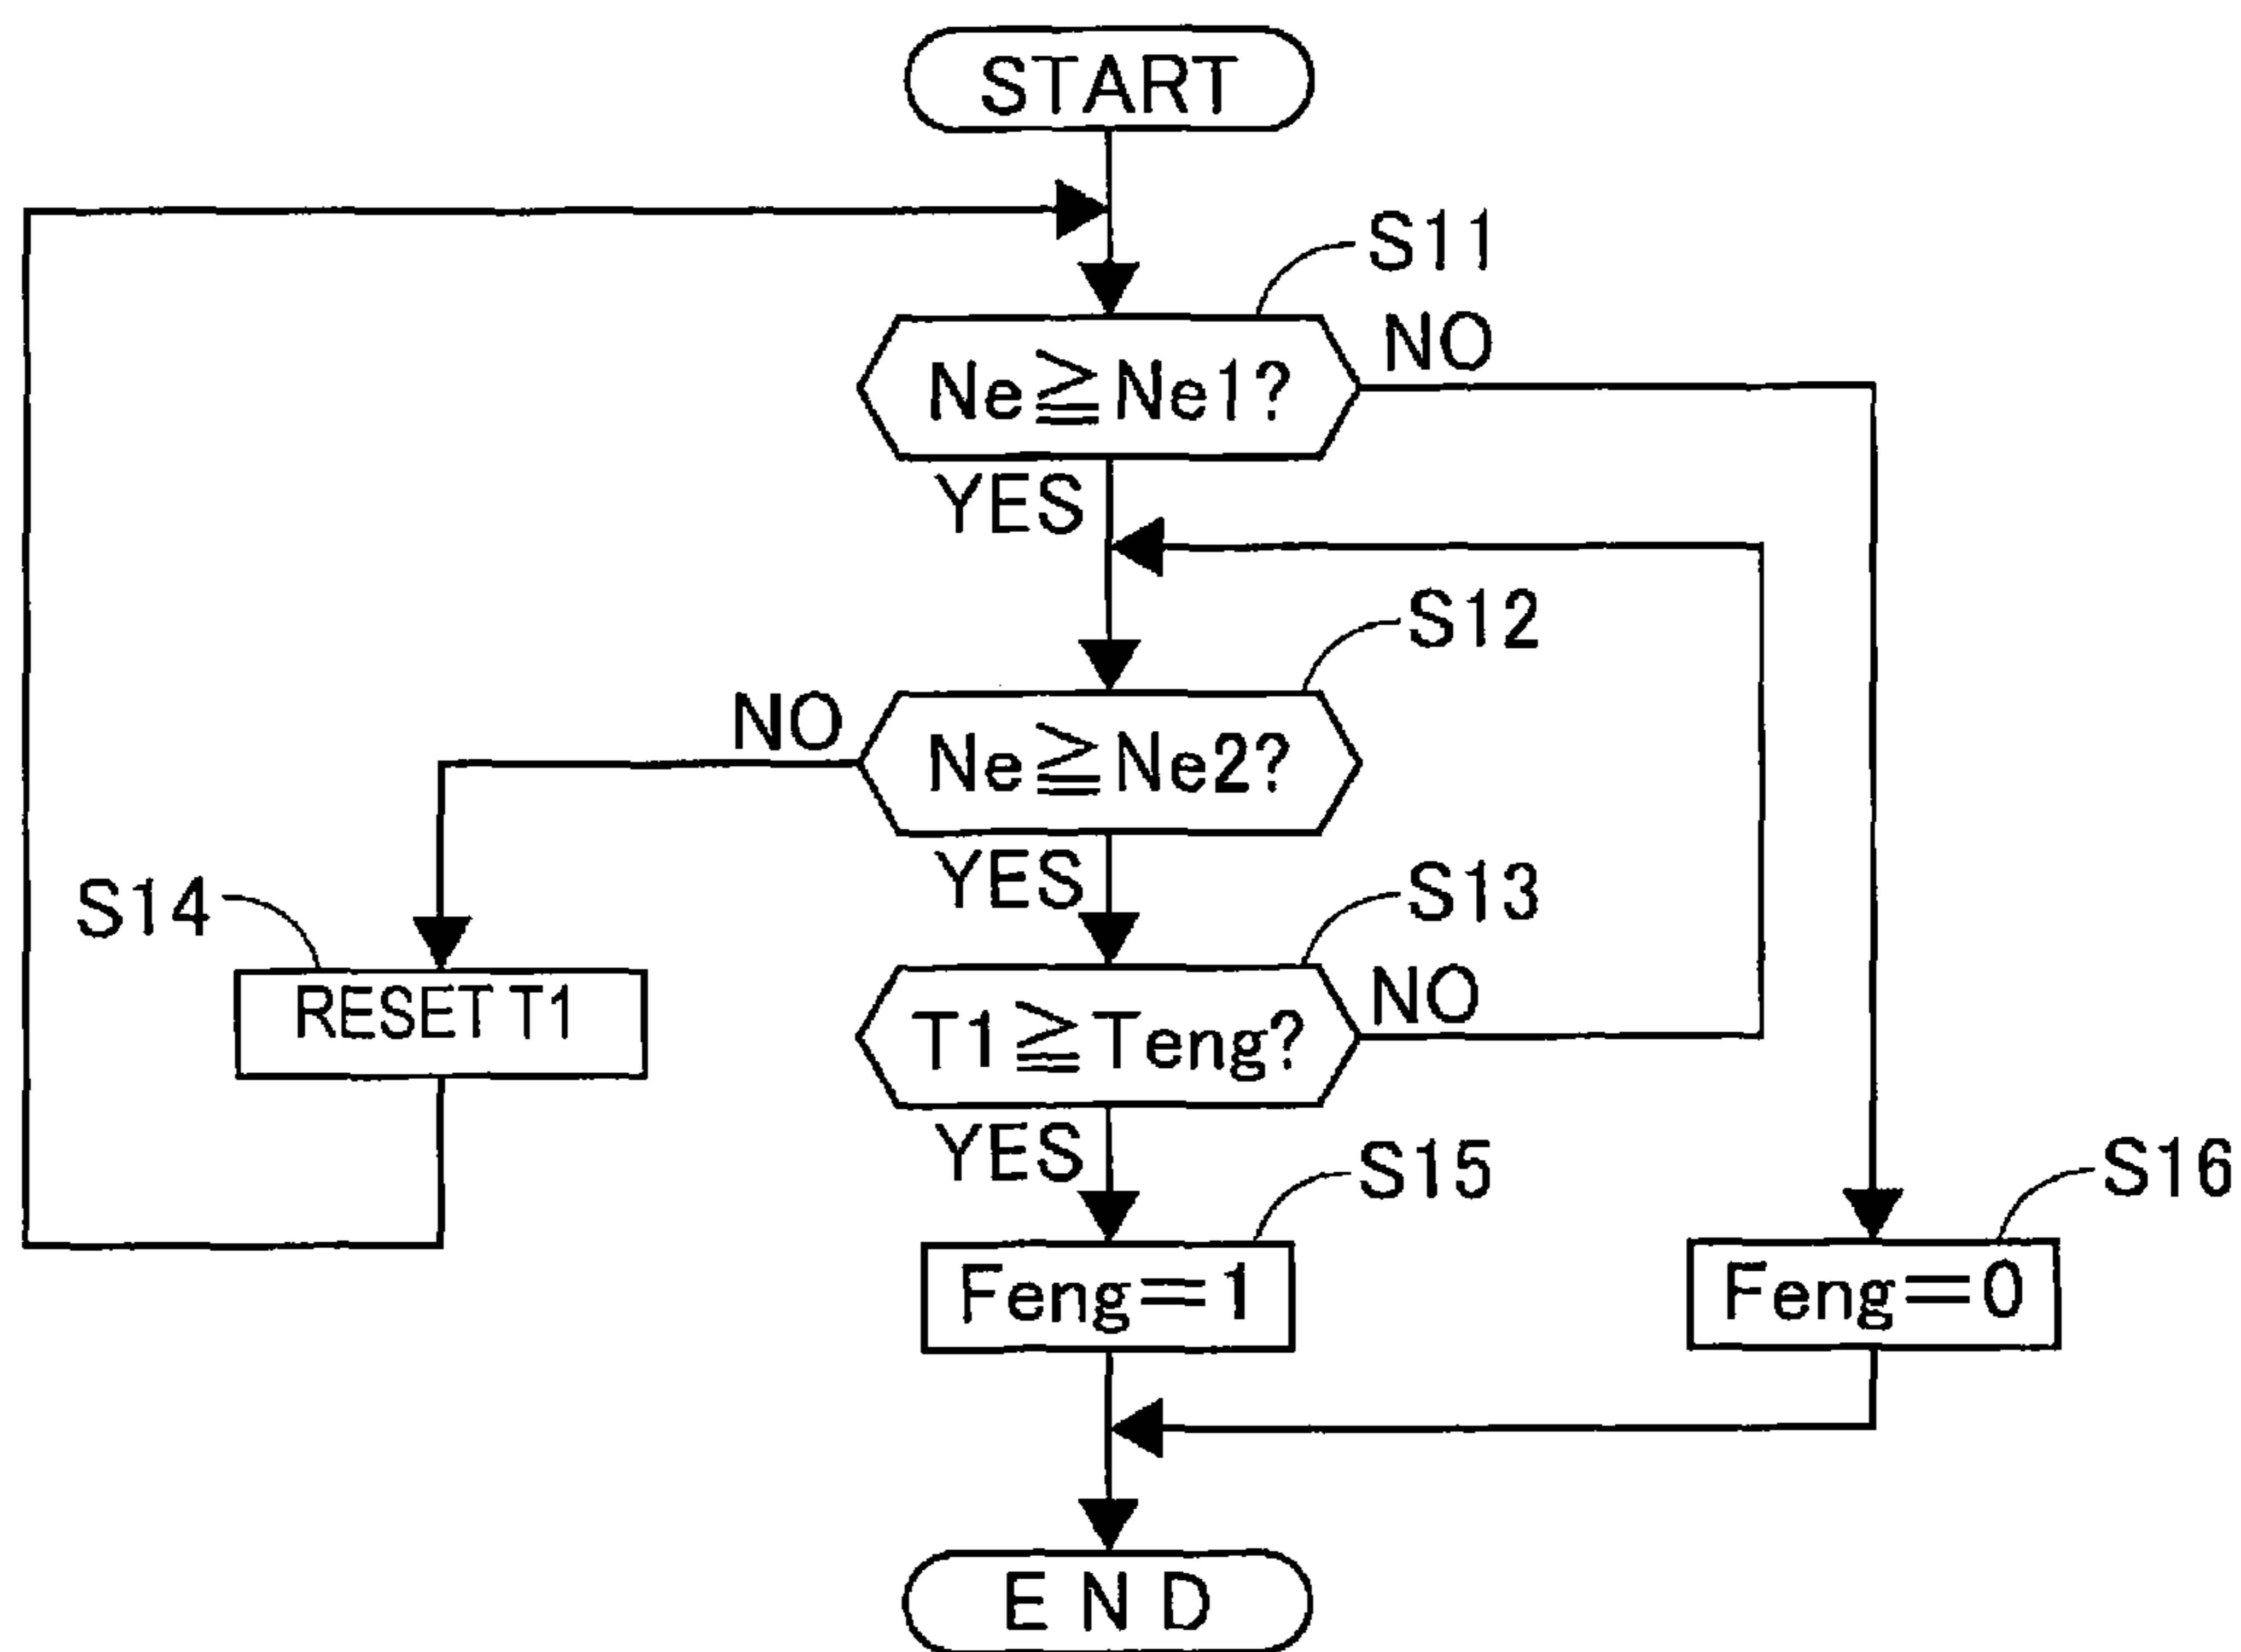 START
S11
Ne≧Ne1?
NO
YES
S12
NO
Ne≧Ne2?
YES
S13
S14
RESET T1
T1≧Teng?
NO
YES
S15
S16
Feng=1
Feng=0
END